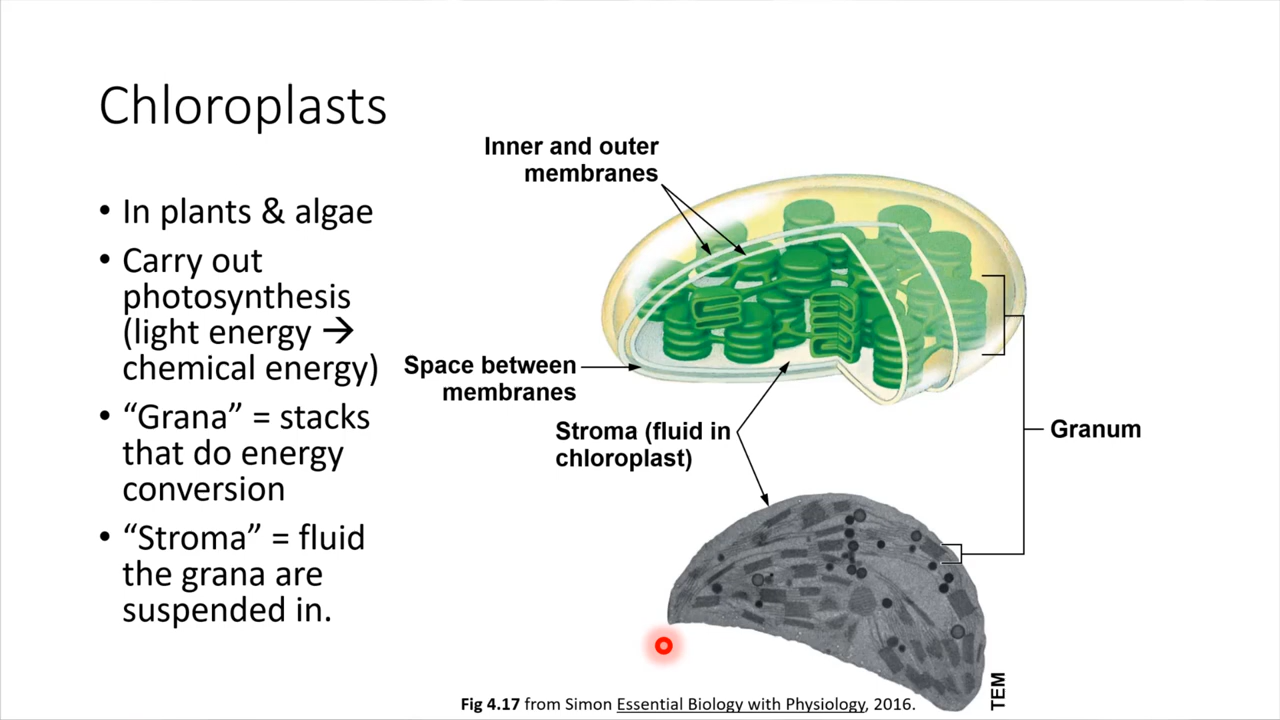 Chloroplasts
• In plants & algae
• Carry out
photosynthesis
(light energy →
chemical energy)
• “Grana” = stacks
that do energy
conversion
• “Stroma” = fluid
the grana are
suspended in.
Inner and outer
membranes
Space between
membranes
Stroma (fluid in
chloroplast)
Granum
TEM
Fig 4.17 from Simon Essential Biology with Physiology, 2016.